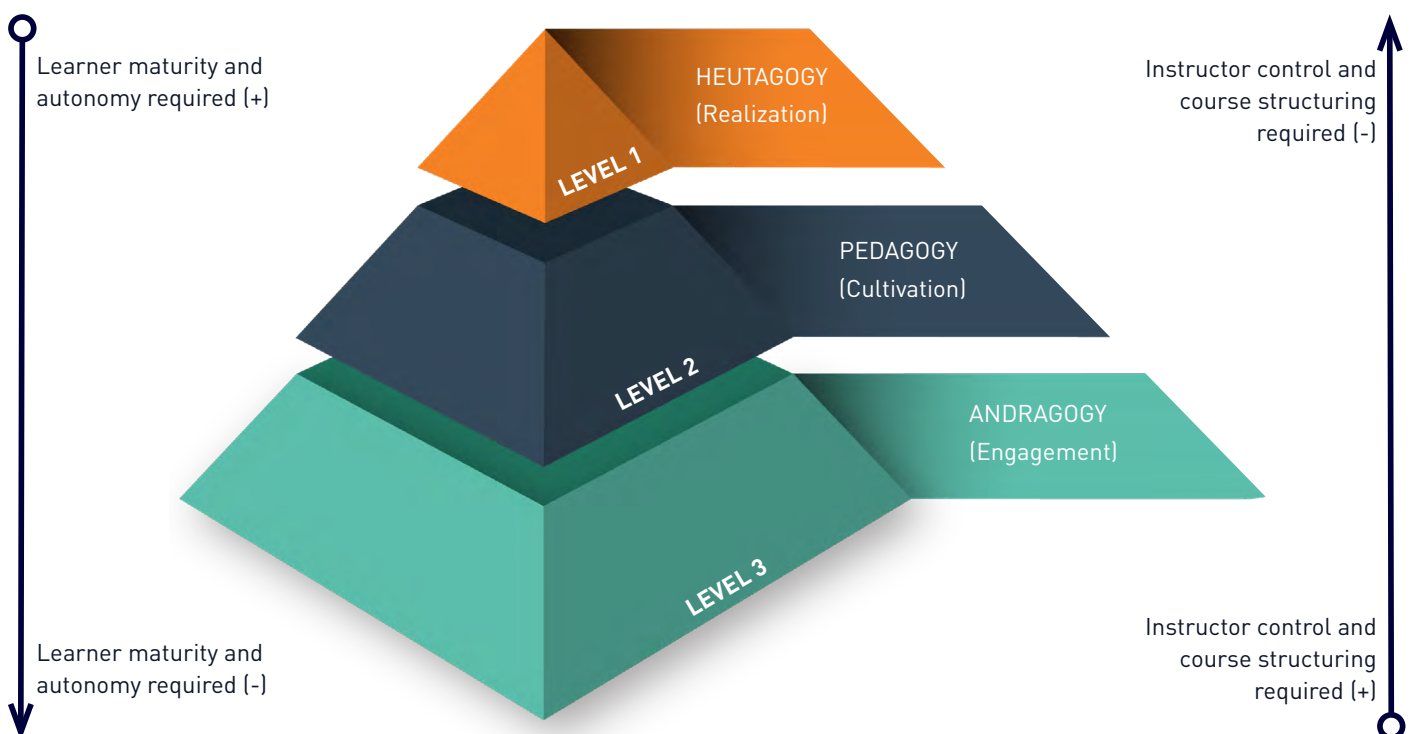 Learner maturity and
autonomy required (+)
HEUTAGOGY
(Realization)
Instructor control and
course structuring
required (-)
LEVEL 1
PEDAGOGY
(Cultivation)
LEVEL 2
ANDRAGOGY
(Engagement)
LEVEL 3
Learner maturity and
autonomy required (-)
Instructor control and
course structuring
required (+)